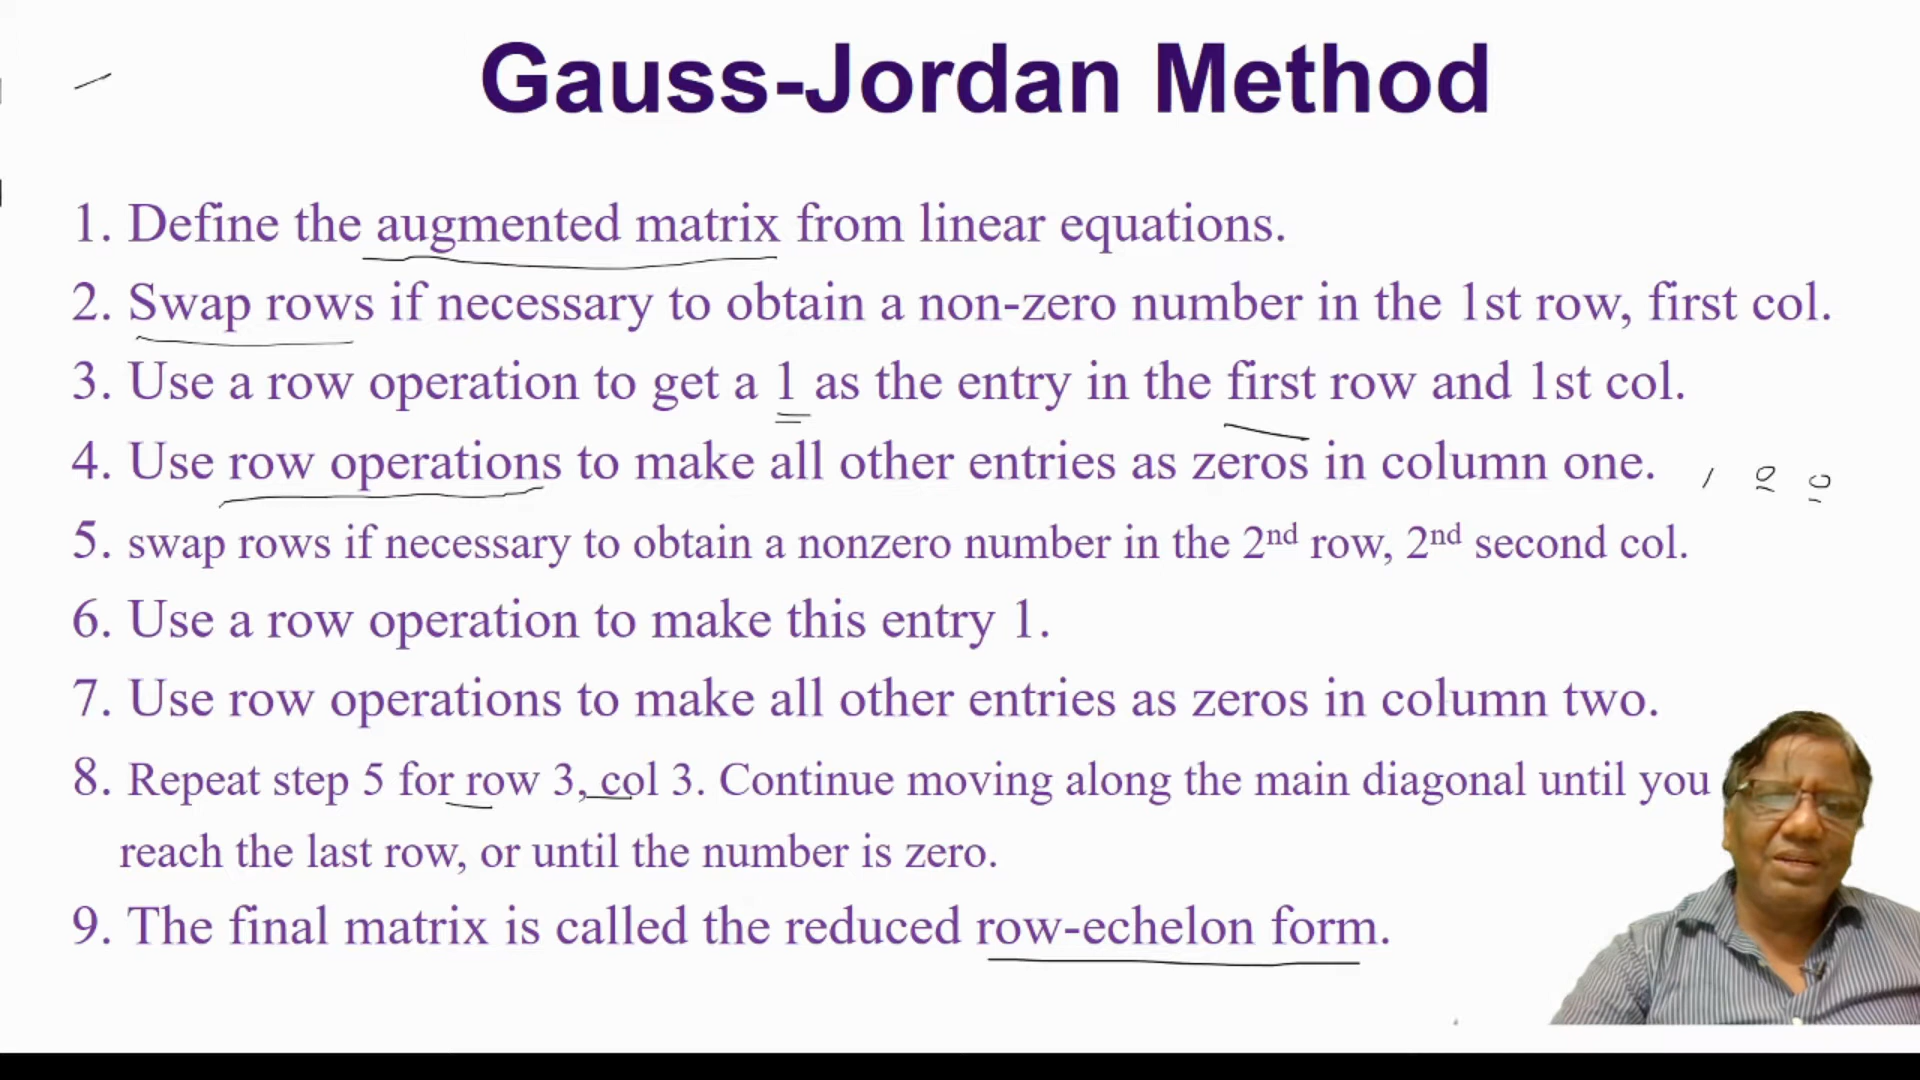 Gauss-Jordan Method
1. Define the augmented matrix from linear equations.
2. Swap rows if necessary to obtain a non-zero number in the 1st row, first col.
3. Use a row operation to get a 1 as the entry in the first row and 1st col.
4. Use row operations to make all other entries as zeros in column one. 1 0 0
5. swap rows if necessary to obtain a nonzero number in the 2nd row, 2nd second col.
6. Use a row operation to make this entry 1.
7. Use row operations to make all other entries as zeros in column two.
8. Repeat step 5 for row 3, col 3. Continue moving along the main diagonal until you
reach the last row, or until the number is zero.
9. The final matrix is called the reduced row-echelon form.